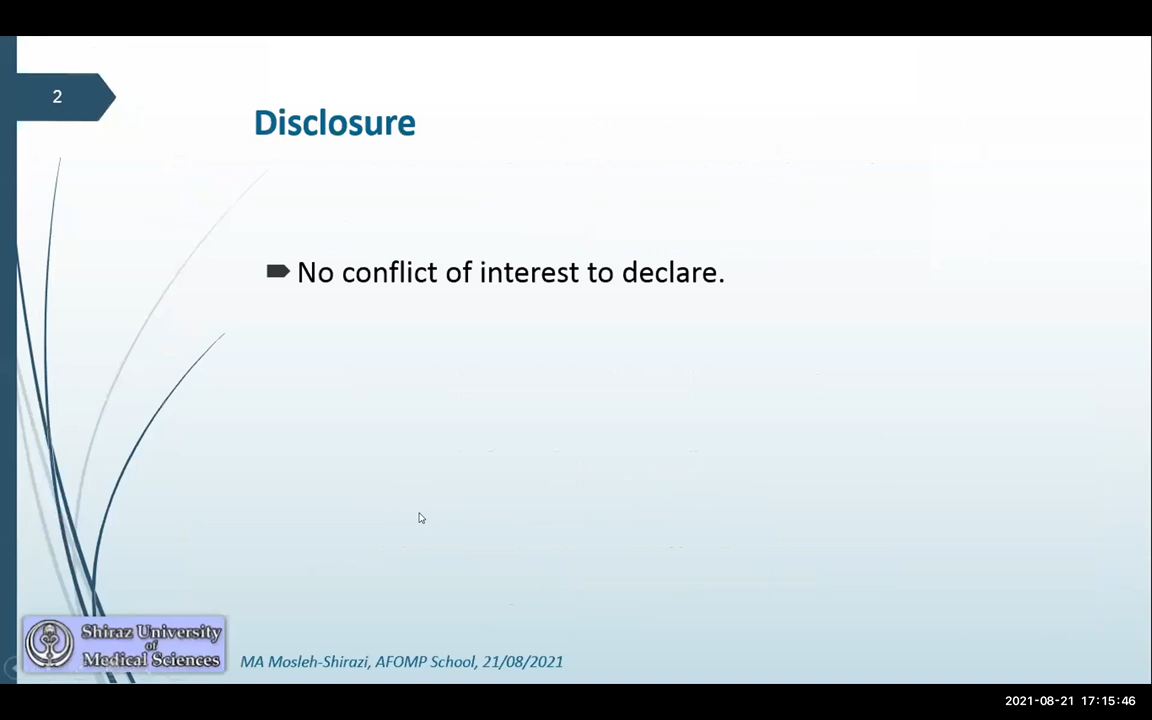 2
Disclosure
No conflict of interest to declare.
Shiraz University
of
Medical Sciences
MA Mosleh-Shirazi, AFOMP School, 21/08/2021
2021-08-21 17:15:46